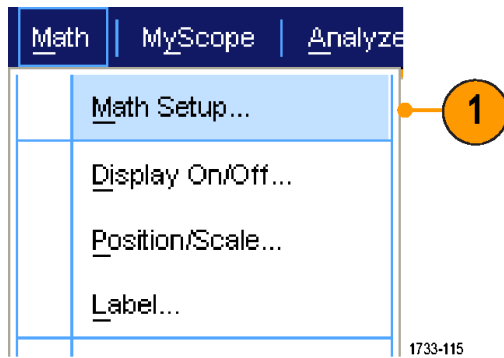 Math MyScope Analyze
Math Setup... 1
Display On/Off...
Position/Scale...
Label...
1733-115